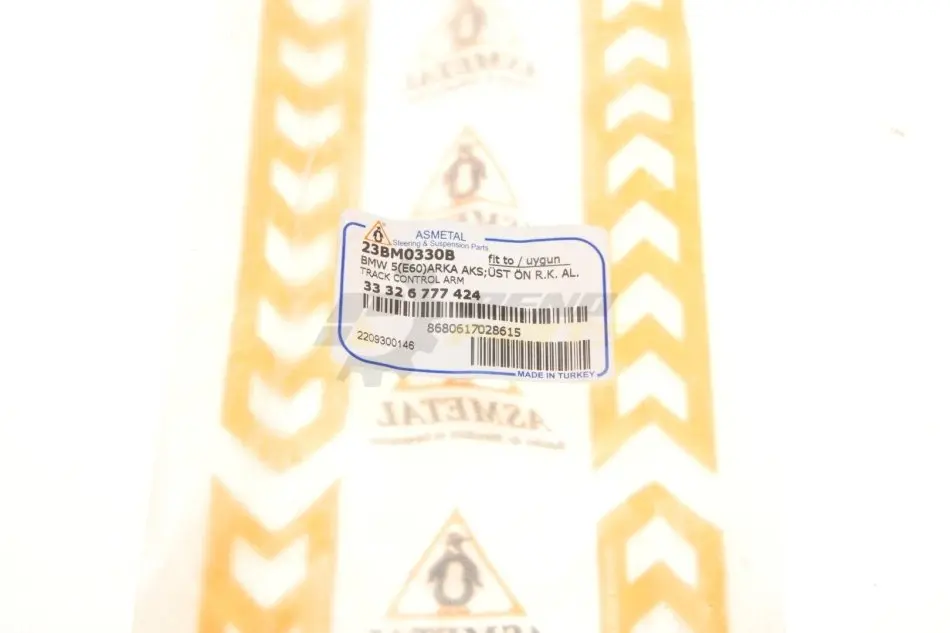 ASMETAL
ASMETAL
Steering & Suspension Parts
23BM0330B fit to / uygun
BMW 5(E60)ARKA AKS;ÜST ÖN R.K. AL.
TRACK CONTROL ARM
33 32 6 777 424
8680617028615
2209300146
MADE IN TURKEY
ASMETAL